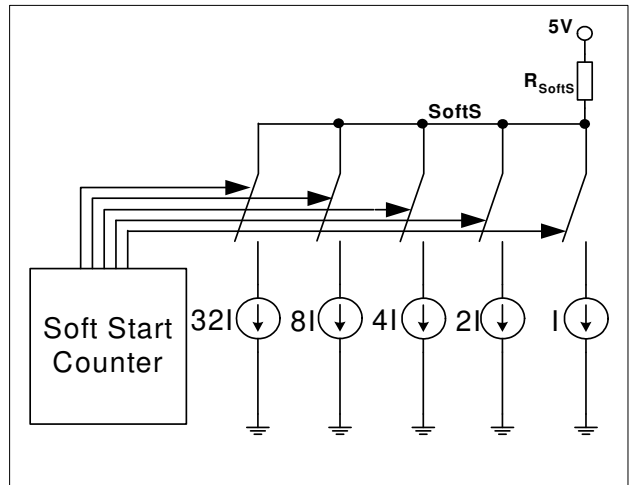 5V
R_SoftS
SoftS
32I
8I
4I
2I
I
Soft Start
Counter